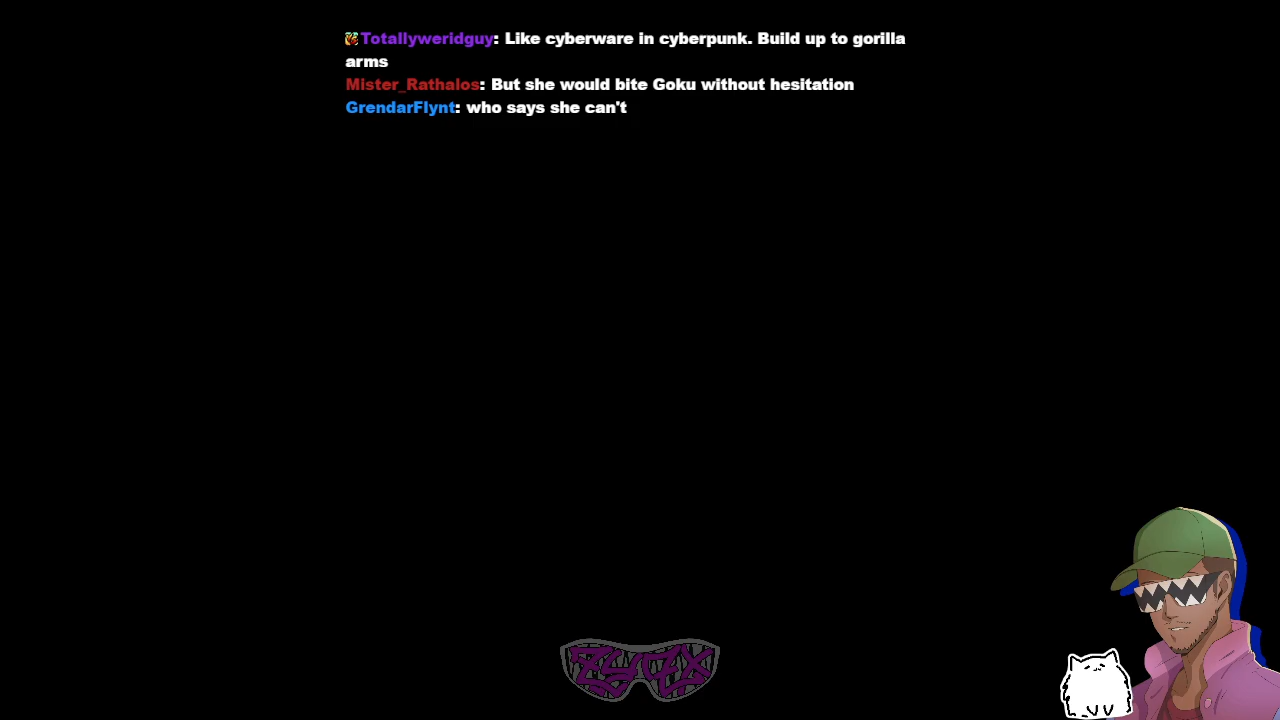 Totallyweridguy: Like cyberware in cyberpunk. Build up to gorilla
arms
Mister_Rathalos: But she would bite Goku without hesitation
GrendarFlynt: who says she can't